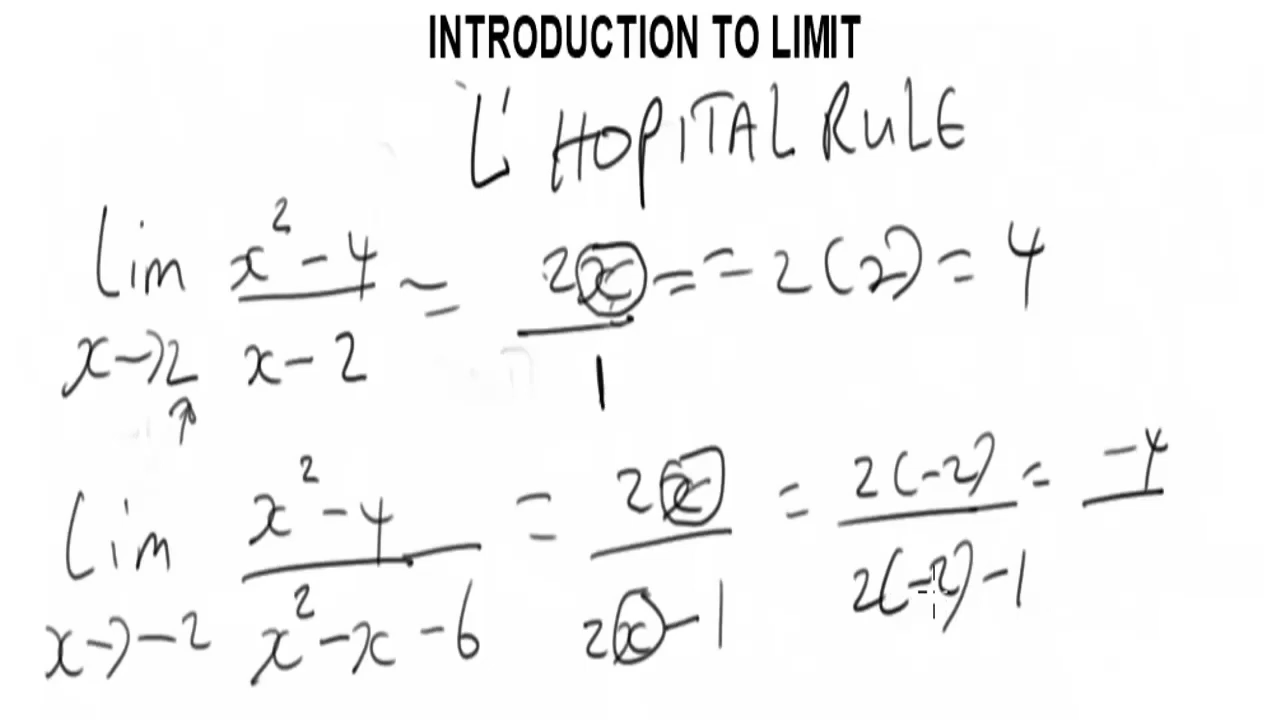 INTRODUCTION TO LIMIT
L' HOPITAL RULE
lim x²-4 = 2x = = 2(2) = 4
x→2 x-2 1
↑
Lim x²-4 = 2x = 2(-2) = -4
x→-2 x²-x-6 2x-1 2(-2)-1